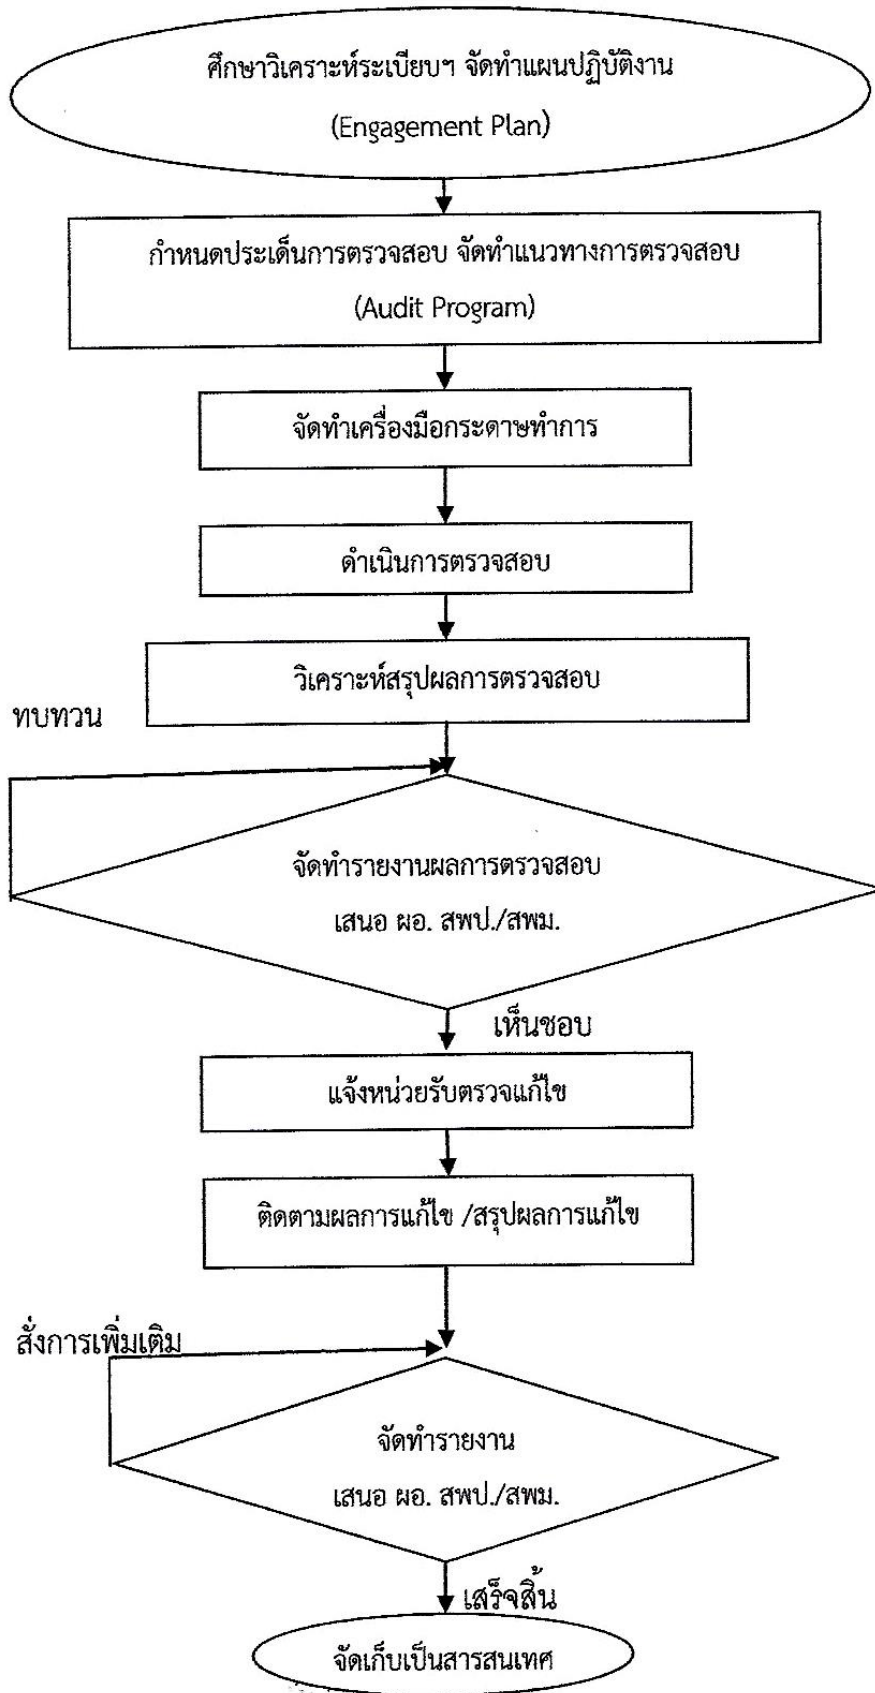 ศึกษาวิเคราะห์ระเบียบฯ จัดทำแผนปฏิบัติงาน
(Engagement Plan)
กำหนดประเด็นการตรวจสอบ จัดทำแนวทางการตรวจสอบ
(Audit Program)
จัดทำเครื่องมือกระดาษทำการ
ดำเนินการตรวจสอบ
วิเคราะห์สรุปผลการตรวจสอบ
ทบทวน
จัดทำรายงานผลการตรวจสอบ
เสนอ ผอ. สพป./สพม.
เห็นชอบ
แจ้งหน่วยรับตรวจแก้ไข
ติดตามผลการแก้ไข /สรุปผลการแก้ไข
สั่งการเพิ่มเติม
จัดทำรายงาน
เสนอ ผอ. สพป./สพม.
เสร็จสิ้น
จัดเก็บเป็นสารสนเทศ